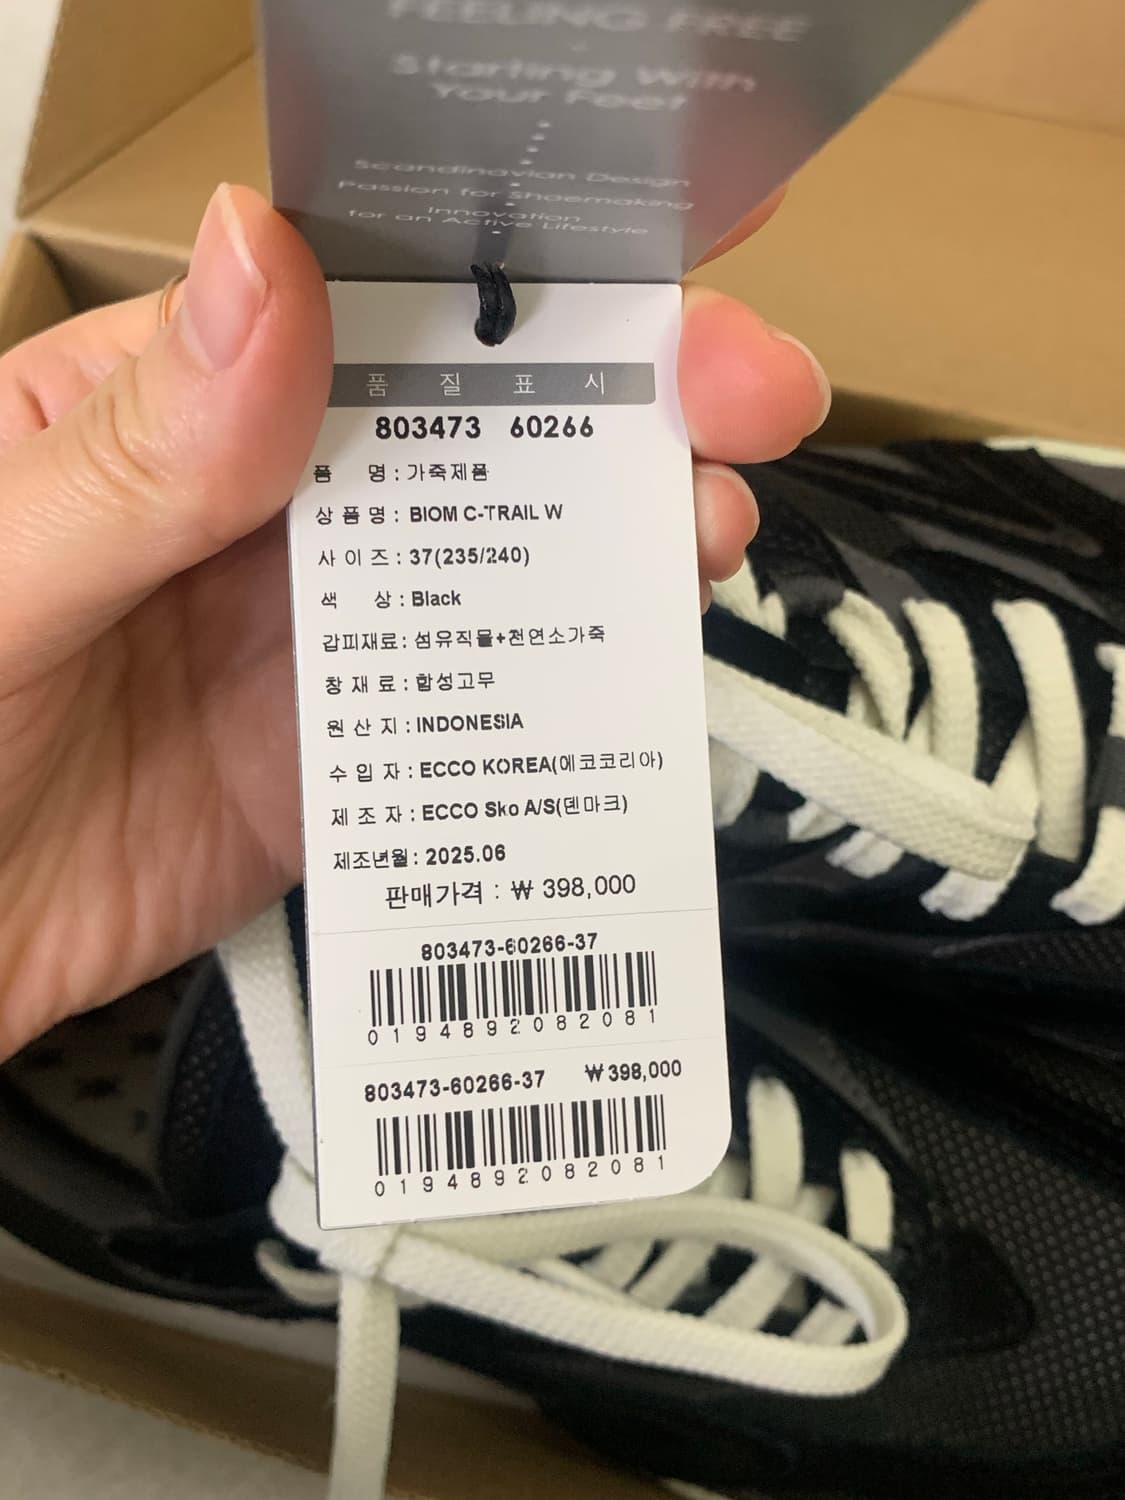 FEELING FREE
Starting With
Your Feet
Scandinavian Design
Passion for Shoemaking
Innovation
for an Active Lifestyle
품 질 표 시
803473 60266
품 명 : 가죽제품
상 품 명 : BIOM C-TRAIL W
사 이 즈 : 37(235/240)
색 상 : Black
갑피재료: 섬유직물+천연소가죽
창 재 료 : 합성고무
원 산 지 : INDONESIA
수 입 자 : ECCO KOREA(에코코리아)
제 조 자 : ECCO Sko A/S(덴마크)
제조년월 : 2025.06
판매가격 : ₩ 398,000
803473-60266-37
0194892082081
803473-60266-37 ₩398,000
0194892082081